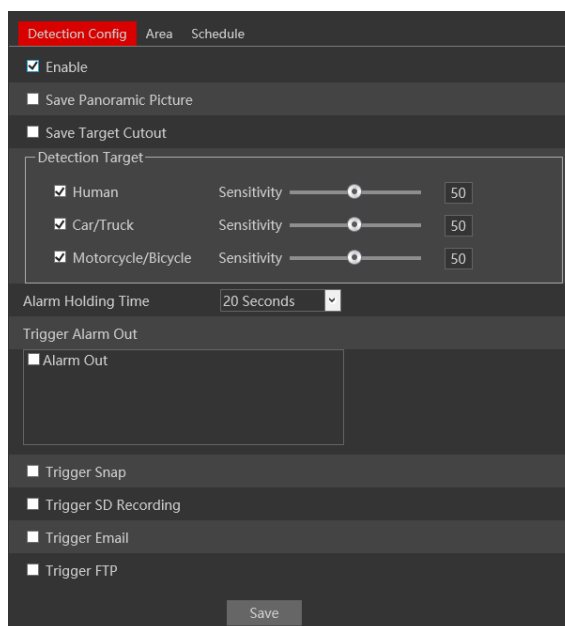 Detection Config Area Schedule
Enable
Save Panoramic Picture
Save Target Cutout
Detection Target
Human Sensitivity 50
Car/Truck Sensitivity 50
Motorcycle/Bicycle Sensitivity 50
Alarm Holding Time 20 Seconds
Trigger Alarm Out
Alarm Out
Trigger Snap
Trigger SD Recording
Trigger Email
Trigger FTP
Save